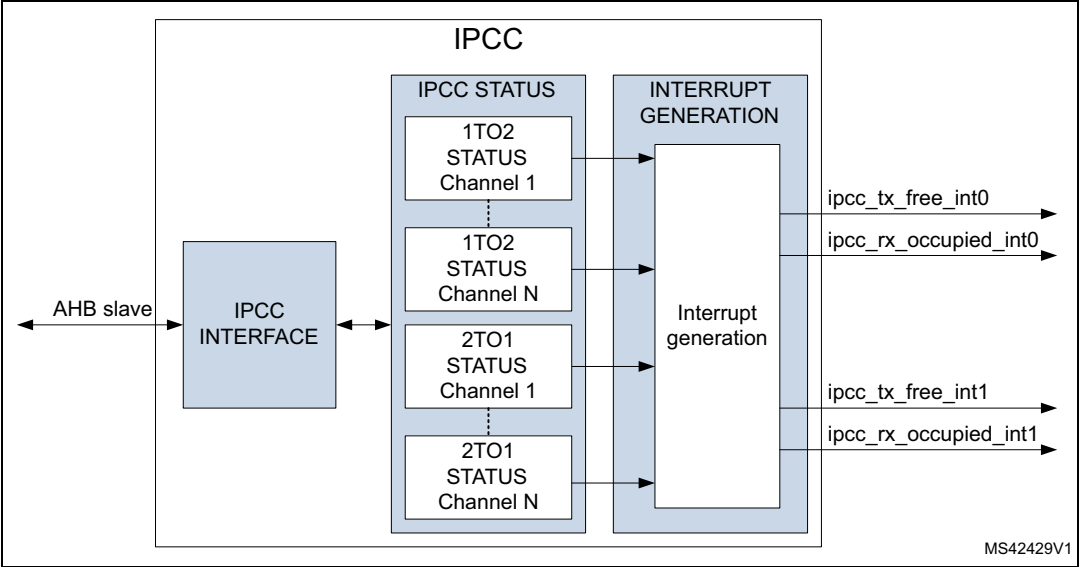 IPCC
IPCC STATUS
INTERRUPT
GENERATION
1TO2
STATUS
Channel 1
1TO2
STATUS
Channel N
2TO1
STATUS
Channel 1
2TO1
STATUS
Channel N
AHB slave
IPCC
INTERFACE
Interrupt
generation
ipcc_tx_free_int0
ipcc_rx_occupied_int0
ipcc_tx_free_int1
ipcc_rx_occupied_int1
MS42429V1